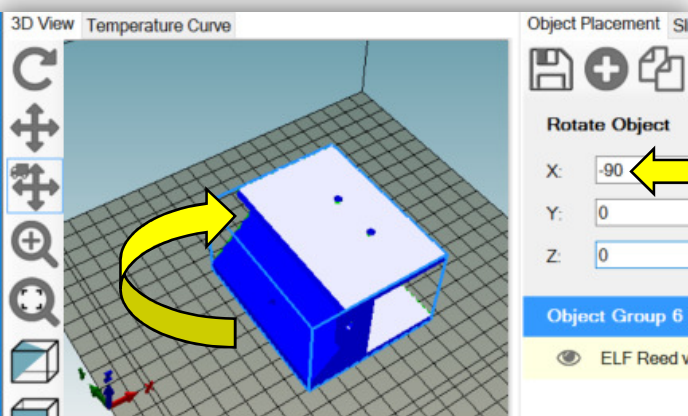 3D View Temperature Curve
Object Placement
Rotate Object
X: -90
Y: 0
Z: 0
Object Group 6
ELF Reed